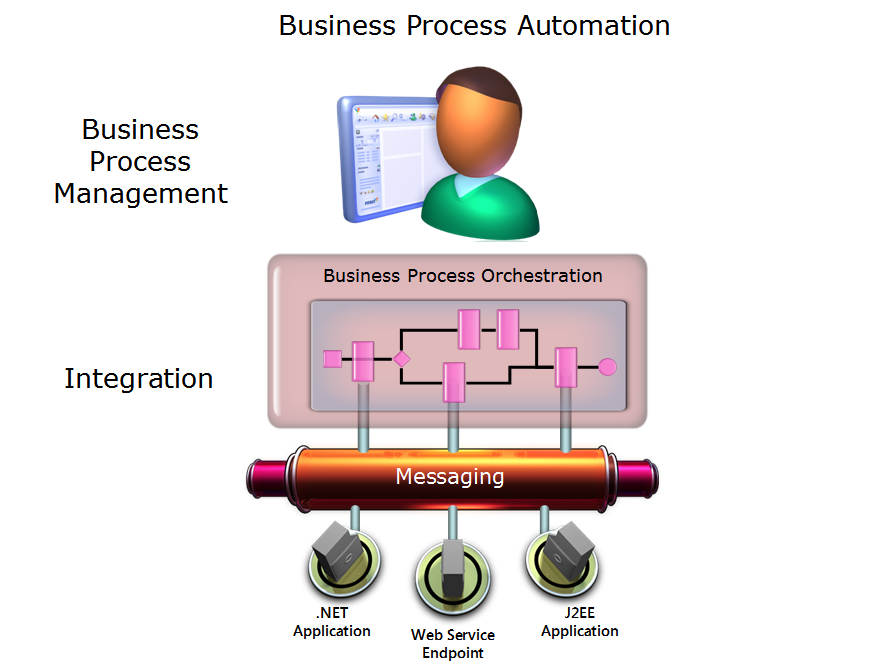 Business Process Automation
Business
Process
Management
Business Process Orchestration
Integration
Messaging
.NET
Application
Web Service
Endpoint
J2EE
Application